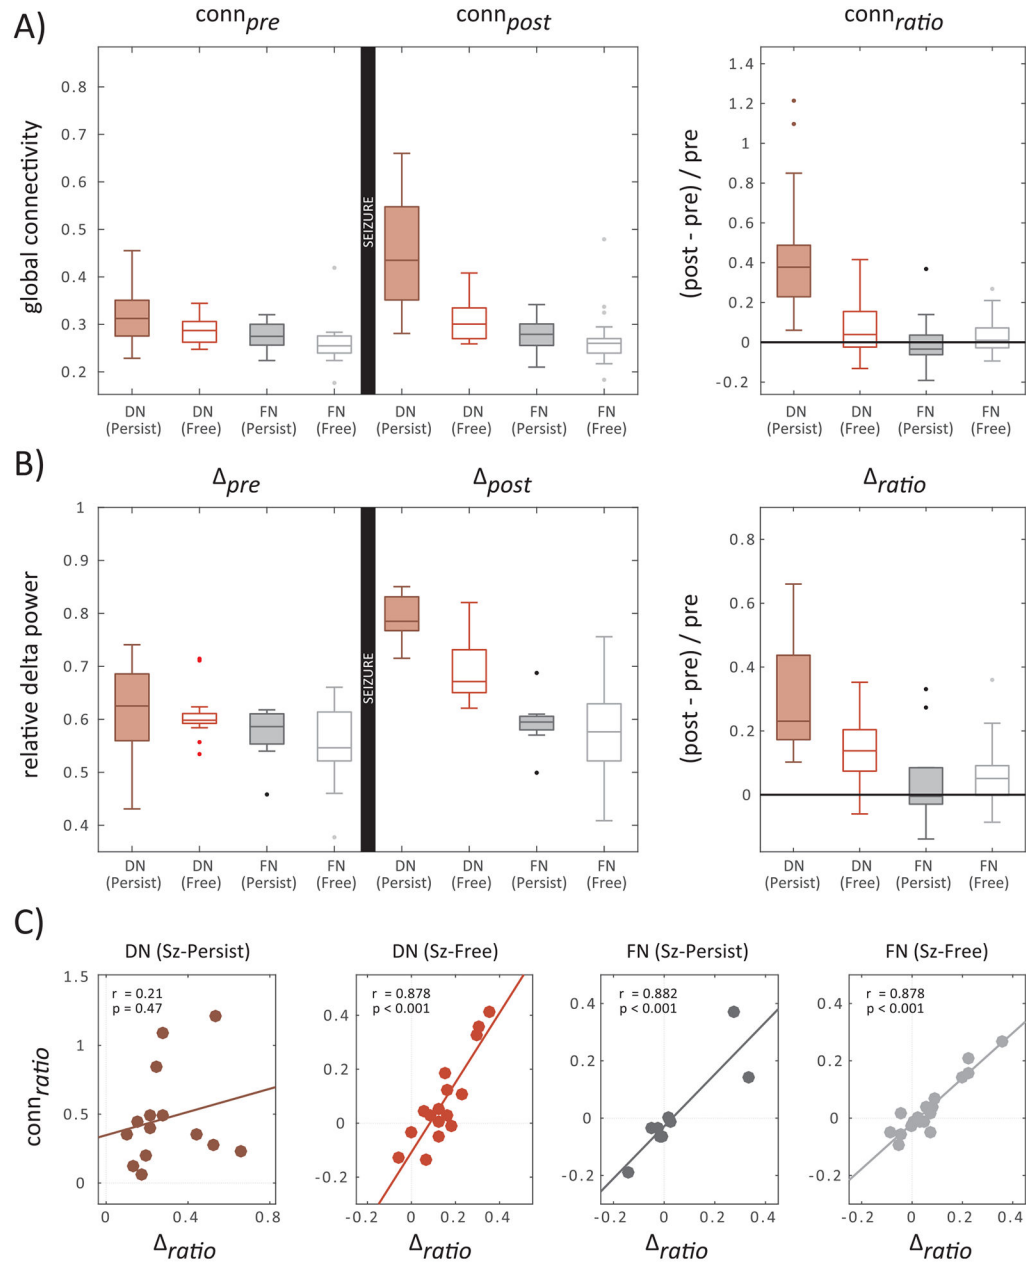 A)
conn_pre
conn_post
conn_ratio
global connectivity
0.8
0.7
0.6
0.5
0.4
0.3
0.2
SEIZURE
DN (Persist)
DN (Free)
FN (Persist)
FN (Free)
DN (Persist)
DN (Free)
FN (Persist)
FN (Free)
(post - pre) / pre
1.4
1.2
1.0
0.8
0.6
0.4
0.2
0
-0.2
DN (Persist)
DN (Free)
FN (Persist)
FN (Free)
B)
Δpre
Δpost
Δratio
relative delta power
1
0.9
0.8
0.7
0.6
0.5
0.4
SEIZURE
DN (Persist)
DN (Free)
FN (Persist)
FN (Free)
DN (Persist)
DN (Free)
FN (Persist)
FN (Free)
(post - pre) / pre
0.8
0.6
0.4
0.2
0
DN (Persist)
DN (Free)
FN (Persist)
FN (Free)
C)
DN (Sz-Persist)
DN (Sz-Free)
FN (Sz-Persist)
FN (Sz-Free)
conn_ratio
1.5
1
0.5
0
r = 0.21
p = 0.47
0 0.4 0.8
Δratio
0.4
0.2
0
-0.2
r = 0.878
p < 0.001
-0.2 0 0.2 0.4
Δratio
0.4
0.2
0
-0.2
r = 0.882
p < 0.001
-0.2 0 0.2 0.4
Δratio
0.4
0.2
0
-0.2
r = 0.878
p < 0.001
-0.2 0 0.2 0.4
Δratio